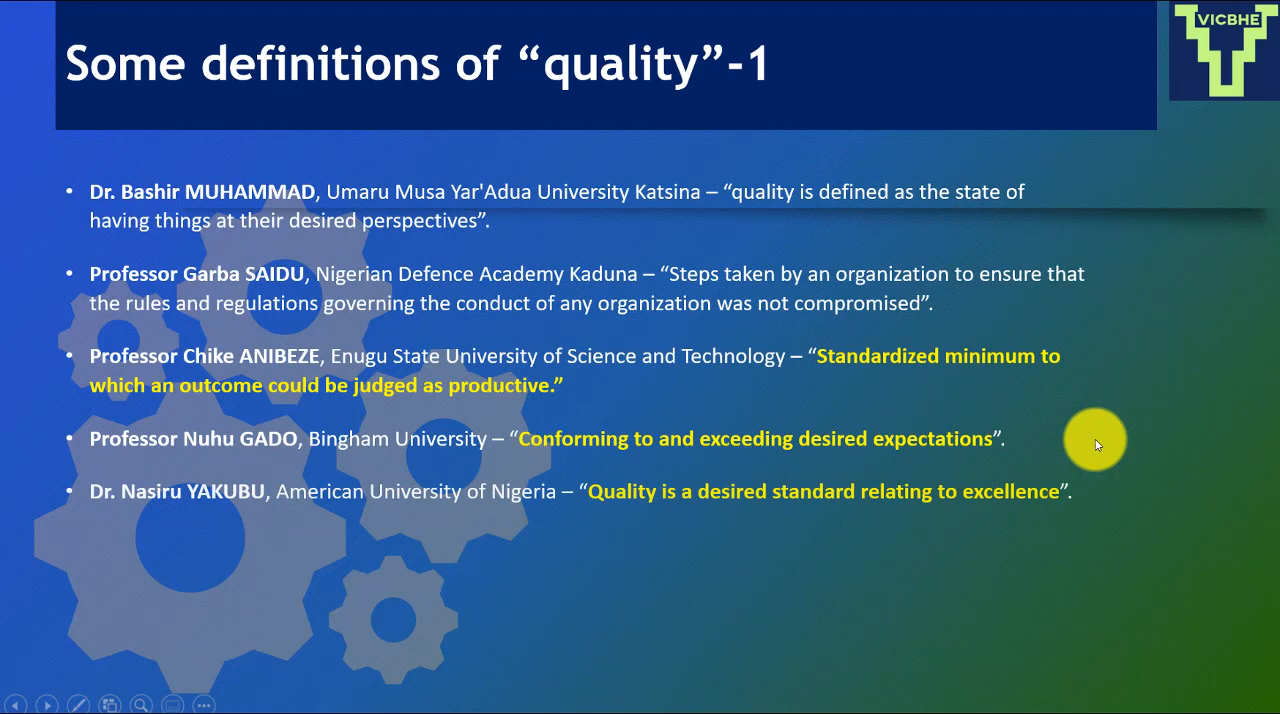 Some definitions of “quality”-1
VICBHE
• Dr. Bashir MUHAMMAD, Umaru Musa Yar'Adua University Katsina – “quality is defined as the state of
having things at their desired perspectives”.
• Professor Garba SAIDU, Nigerian Defence Academy Kaduna – “Steps taken by an organization to ensure that
the rules and regulations governing the conduct of any organization was not compromised”.
• Professor Chike ANIBEZE, Enugu State University of Science and Technology – “Standardized minimum to
which an outcome could be judged as productive.”
• Professor Nuhu GADO, Bingham University – “Conforming to and exceeding desired expectations”.
• Dr. Nasiru YAKUBU, American University of Nigeria – “Quality is a desired standard relating to excellence”.